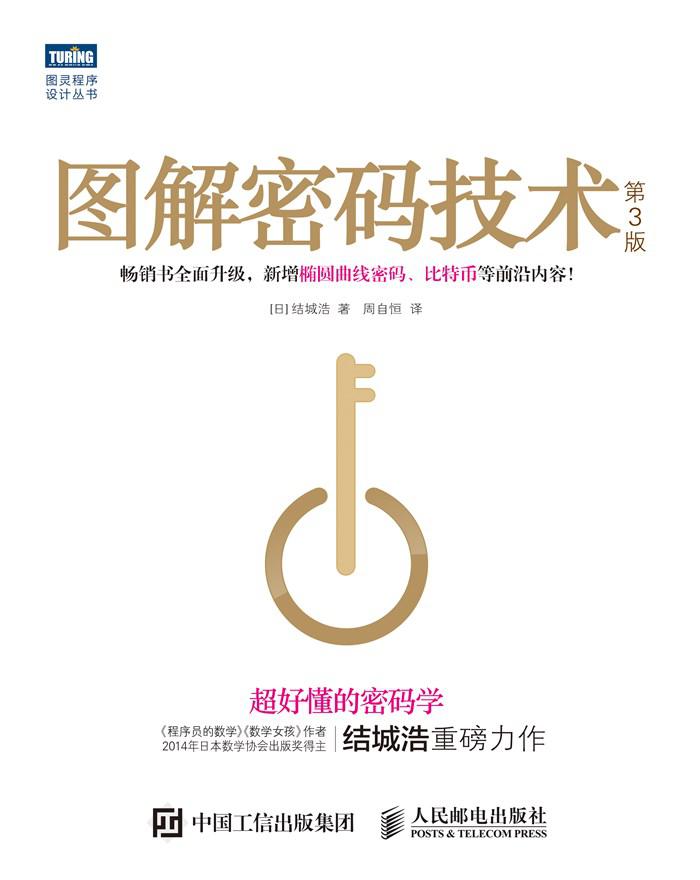 TURING
图灵程序
设计丛书
图解密码技术
第3版
畅销书全面升级，新增椭圆曲线密码、比特币等前沿内容！
[日]结城浩 著 周自恒 译
超好懂的密码学
《程序员的数学》《数学女孩》作者
2014年日本数学协会出版奖得主
结城浩重磅力作
中国工信出版集团
人民邮电出版社
POSTS & TELECOM PRESS